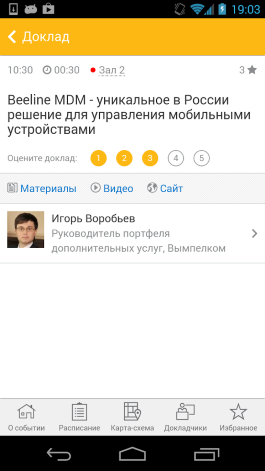 19:03
Доклад
10:30 00:30 Зал 2 3
Beeline MDM - уникальное в России
решение для управления мобильными
устройствами
Оцените доклад: 1 2 3 4 5
Материалы Видео Сайт
Игорь Воробьев
Руководитель портфеля
дополнительных услуг, Вымпелком
О событии Расписание Карта-схема Докладчики Избранное